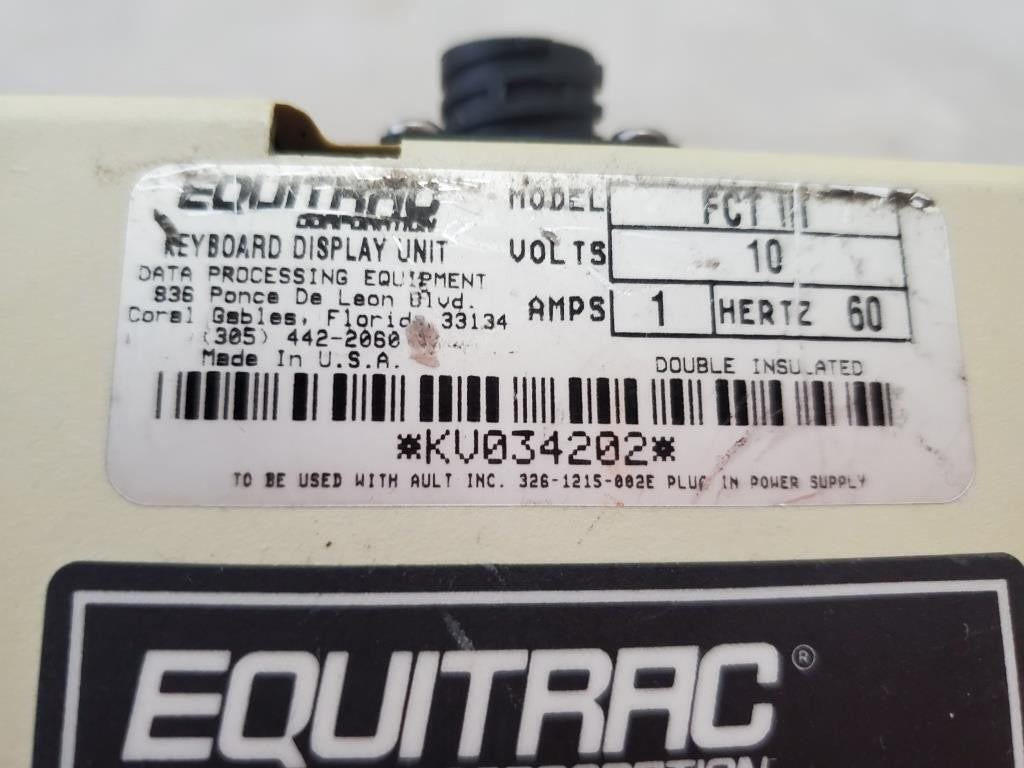 EQUITRAC
CORPORATION
KEYBOARD DISPLAY UNIT
DATA PROCESSING EQUIPMENT
836 Ponce De Leon Blvd.
Coral Gables, Florida 33134
(305) 442-2060
Made In U.S.A.
MODEL FCT III
VOLTS 10
AMPS 1 HERTZ 60
DOUBLE INSULATED
*KV034202*
TO BE USED WITH AULT INC. 326-1215-002E PLUG IN POWER SUPPLY
EQUITRAC®
CORPORATION